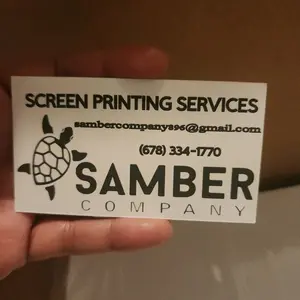 SCREEN PRINTING SERVICES
sambercompany896@gmail.com
(678) 334-1770
SAMBER
COMPANY